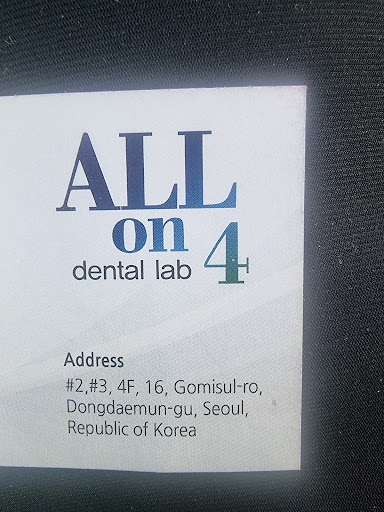 ALL
on
dental lab 4
Address
#2,#3, 4F, 16, Gomisul-ro,
Dongdaemun-gu, Seoul,
Republic of Korea